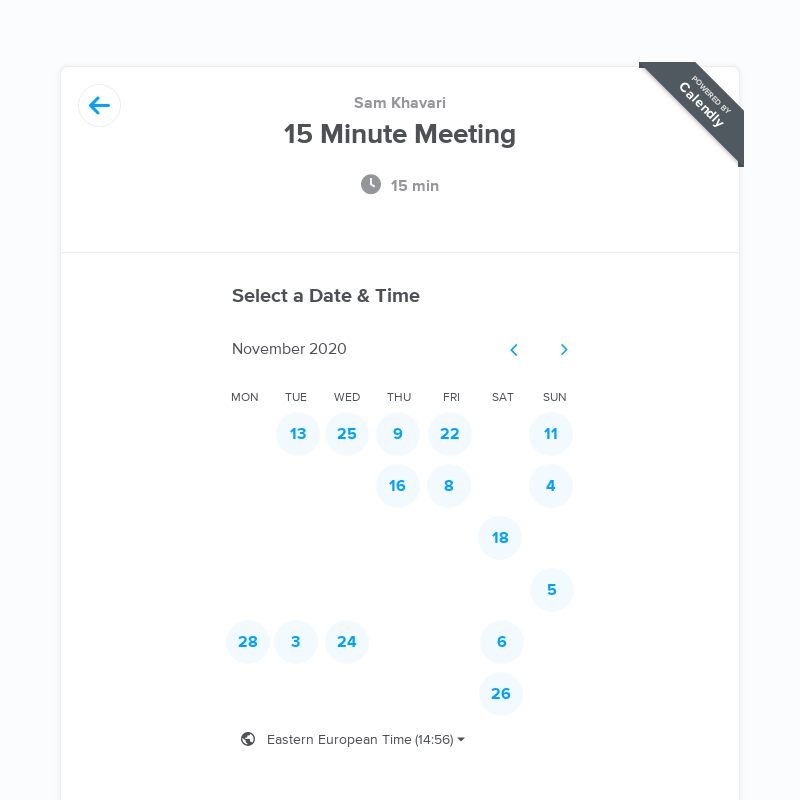 Sam Khavari
15 Minute Meeting
15 min
POWERED BY
Calendly
Select a Date & Time
November 2020
MON TUE WED THU FRI SAT SUN
13 25 9 22 11
16 8 4
18
5
28 3 24 6
26
Eastern European Time (14:56)